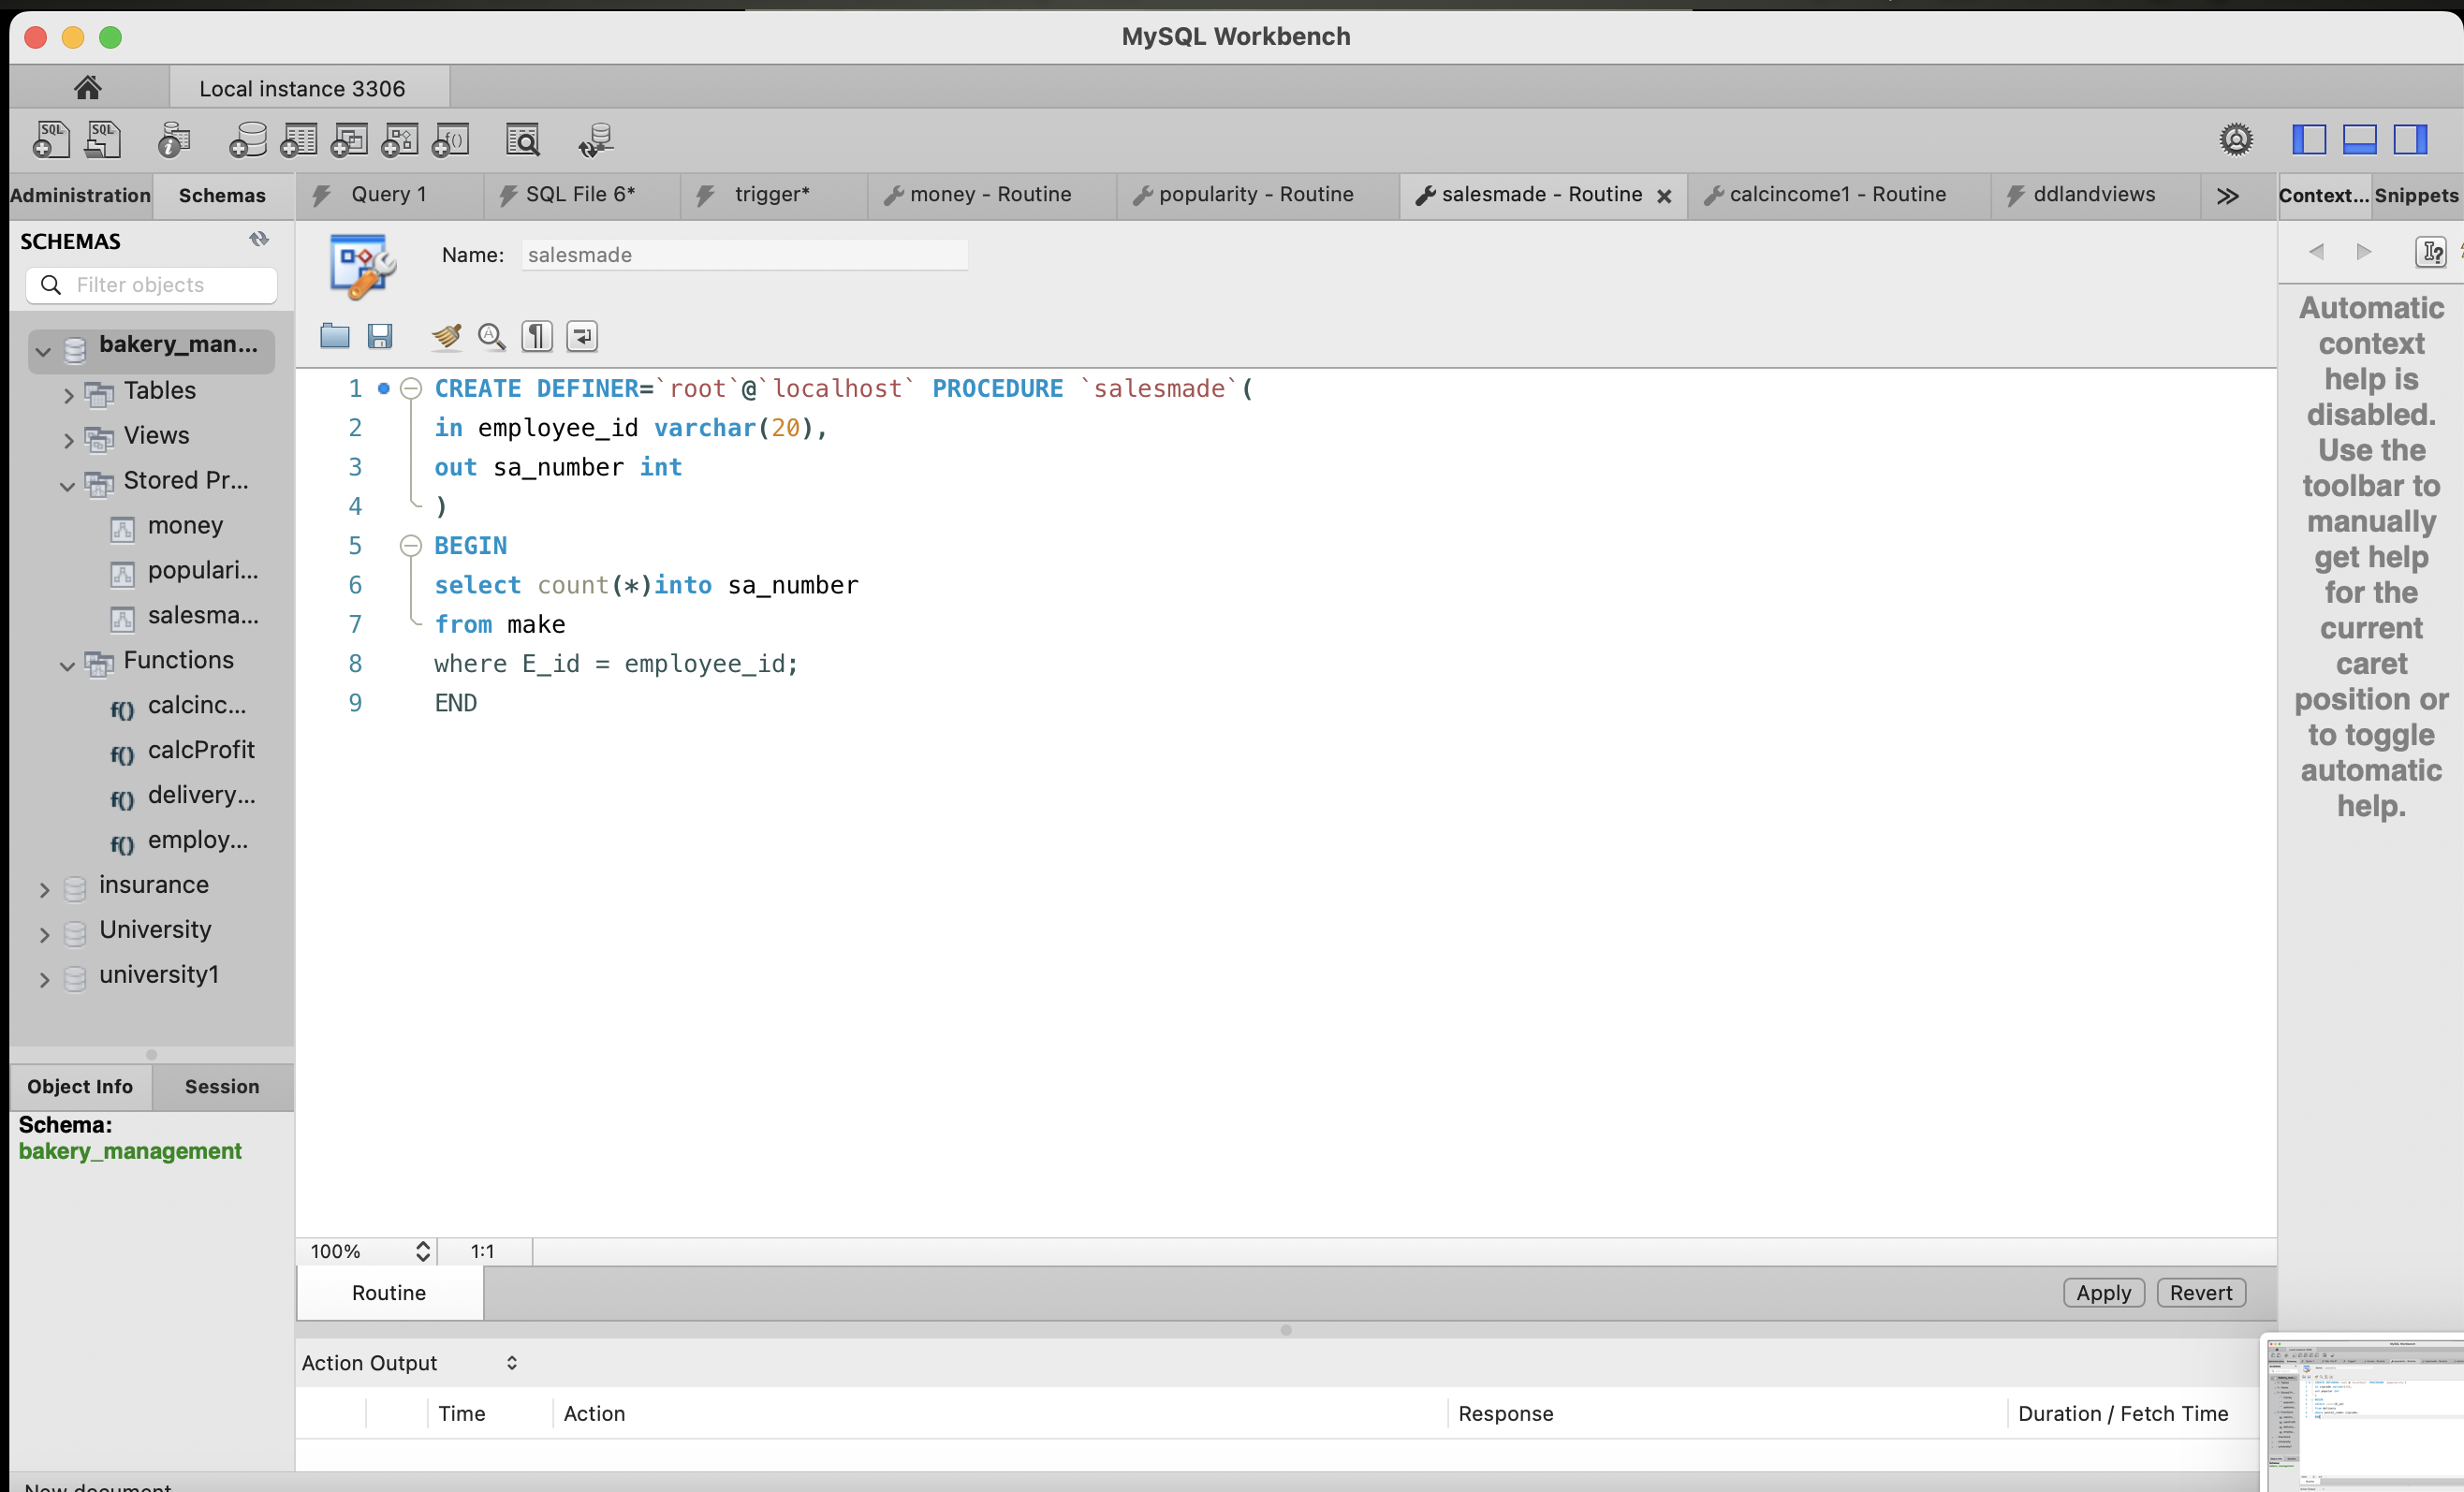 MySQL Workbench
Local instance 3306
Administration Schemas
Query 1
SQL File 6*
trigger*
money - Routine
popularity - Routine
salesmade - Routine
calcincome1 - Routine
ddlandviews
Context... Snippets
SCHEMAS
Filter objects
bakery_man...
Tables
Views
Stored Pr...
money
populari...
salesma...
Functions
calcinc...
calcProfit
delivery...
employ...
insurance
University
university1
Object Info Session
Schema:
bakery_management
Name: salesmade
1 CREATE DEFINER=`root`@`localhost` PROCEDURE `salesmade`(
2 in employee_id varchar(20),
3 out sa_number int
4 )
5 BEGIN
6 select count(*)into sa_number
7 from make
8 where E_id = employee_id;
9 END
100% 1:1
Routine
Apply Revert
Action Output
Time Action Response Duration / Fetch Time
Automatic
context
help is
disabled.
Use the
toolbar to
manually
get help
for the
current
caret
position or
to toggle
automatic
help.
New document